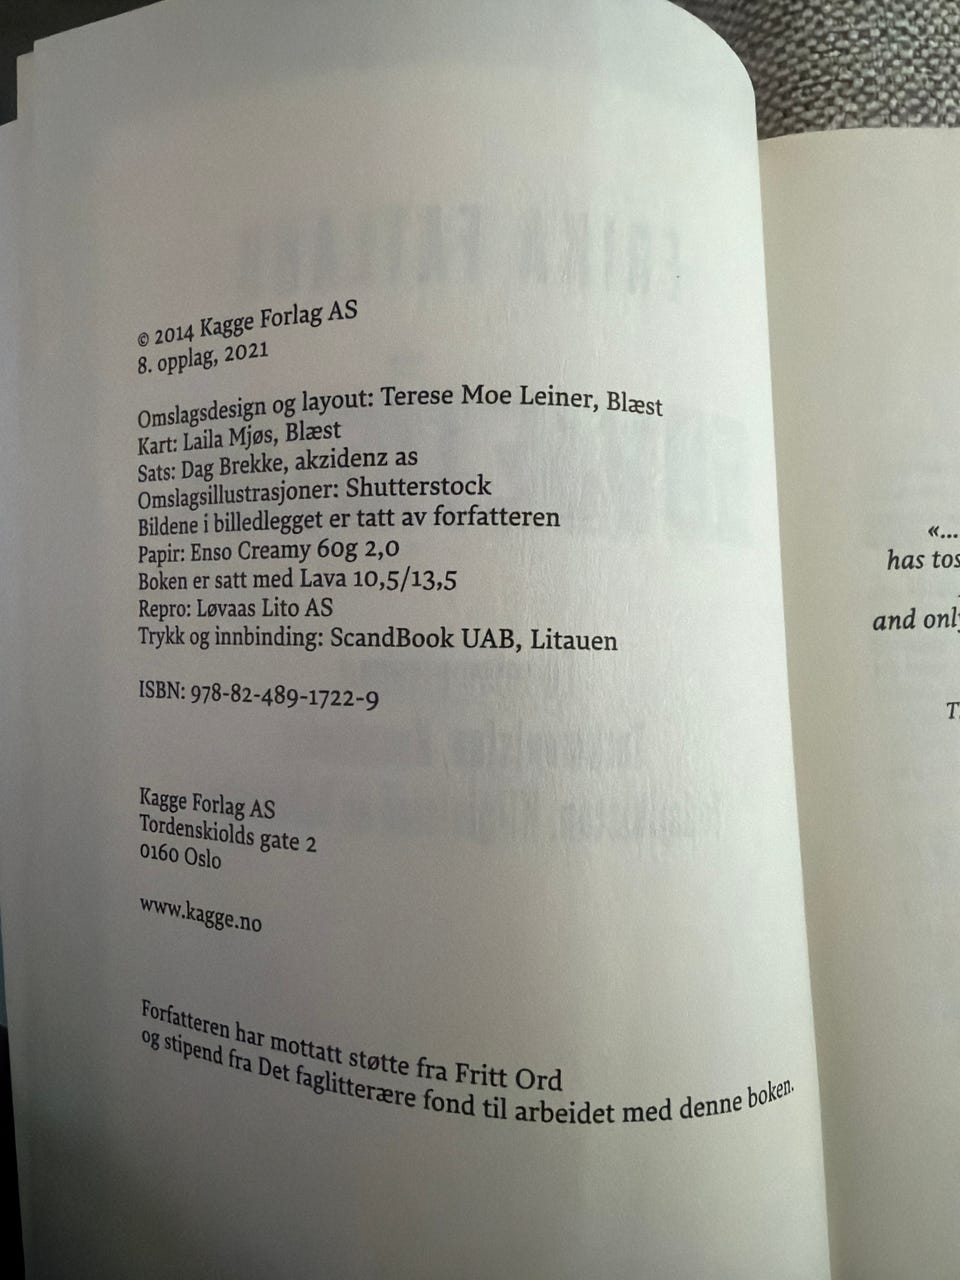 © 2014 Kagge Forlag AS
8. opplag, 2021
Omslagsdesign og layout: Terese Moe Leiner, Blæst
Kart: Laila Mjøs, Blæst
Sats: Dag Brekke, akzidenz as
Omslagsillustrasjoner: Shutterstock
Bildene i billedlegget er tatt av forfatteren
Papir: Enso Creamy 60g 2,0
Boken er satt med Lava 10,5/13,5
Repro: Løvaas Lito AS
Trykk og innbinding: ScandBook UAB, Litauen
ISBN: 978-82-489-1722-9
Kagge Forlag AS
Tordenskiolds gate 2
0160 Oslo
www.kagge.no
Forfatteren har mottatt støtte fra Fritt Ord
og stipend fra Det faglitterære fond til arbeidet med denne boken.
«...
has tos
and only
T